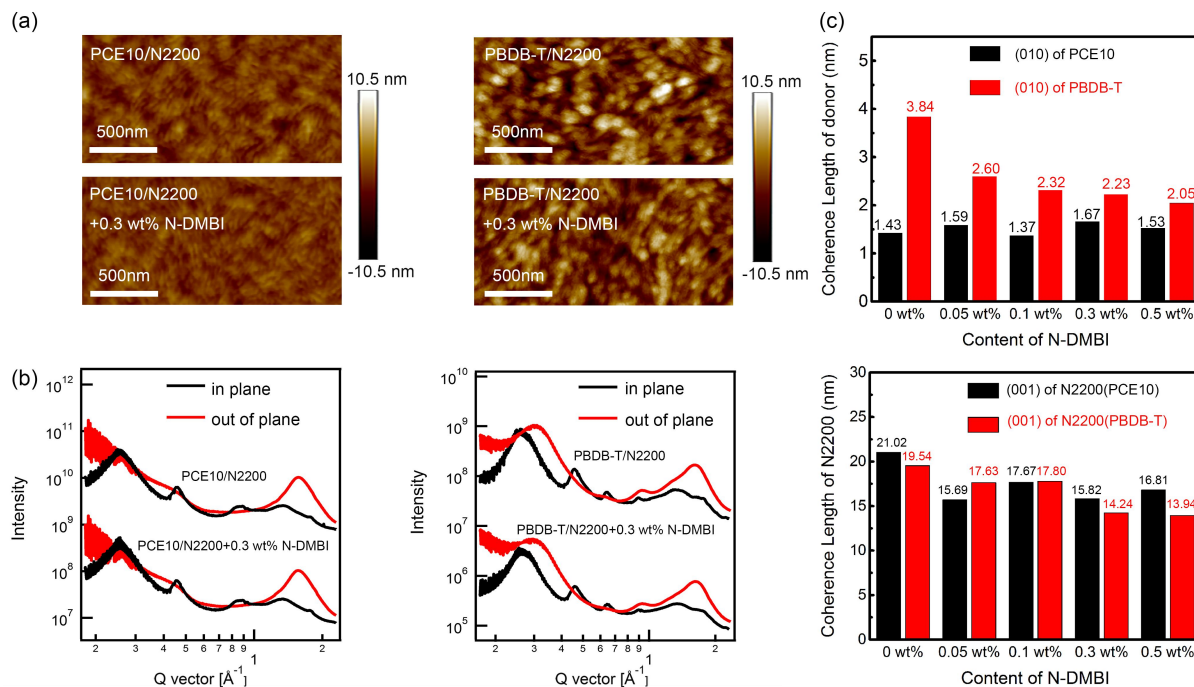 (a)
PCE10/N2200
500nm
PCE10/N2200
+0.3 wt% N-DMBI
500nm
10.5 nm
-10.5 nm
PBDB-T/N2200
500nm
PBDB-T/N2200
+0.3 wt% N-DMBI
500nm
10.5 nm
-10.5 nm
(b)
Intensity
10^12
10^11
10^10
10^9
10^8
10^7
in plane
out of plane
PCE10/N2200
PCE10/N2200+0.3 wt% N-DMBI
2 3 4 5 6 7 8 9 1 2
Q vector [Å^-1]
Intensity
10^10
10^9
10^8
10^7
10^6
10^5
in plane
out of plane
PBDB-T/N2200
PBDB-T/N2200+0.3 wt% N-DMBI
2 3 4 5 6 7 8 9 1 2
Q vector [Å^-1]
(c)
Coherence Length of donor (nm)
5
4
3
2
1
0
(010) of PCE10
(010) of PBDB-T
1.43 3.84 1.59 2.60 1.37 2.32 1.67 2.23 1.53 2.05
0 wt% 0.05 wt% 0.1 wt% 0.3 wt% 0.5 wt%
Content of N-DMBI
Coherence Length of N2200 (nm)
30
25
20
15
10
5
0
(001) of N2200(PCE10)
(001) of N2200(PBDB-T)
21.02 19.54 15.69 17.63 17.67 17.80 15.82 14.24 16.81 13.94
0 wt% 0.05 wt% 0.1 wt% 0.3 wt% 0.5 wt%
Content of N-DMBI